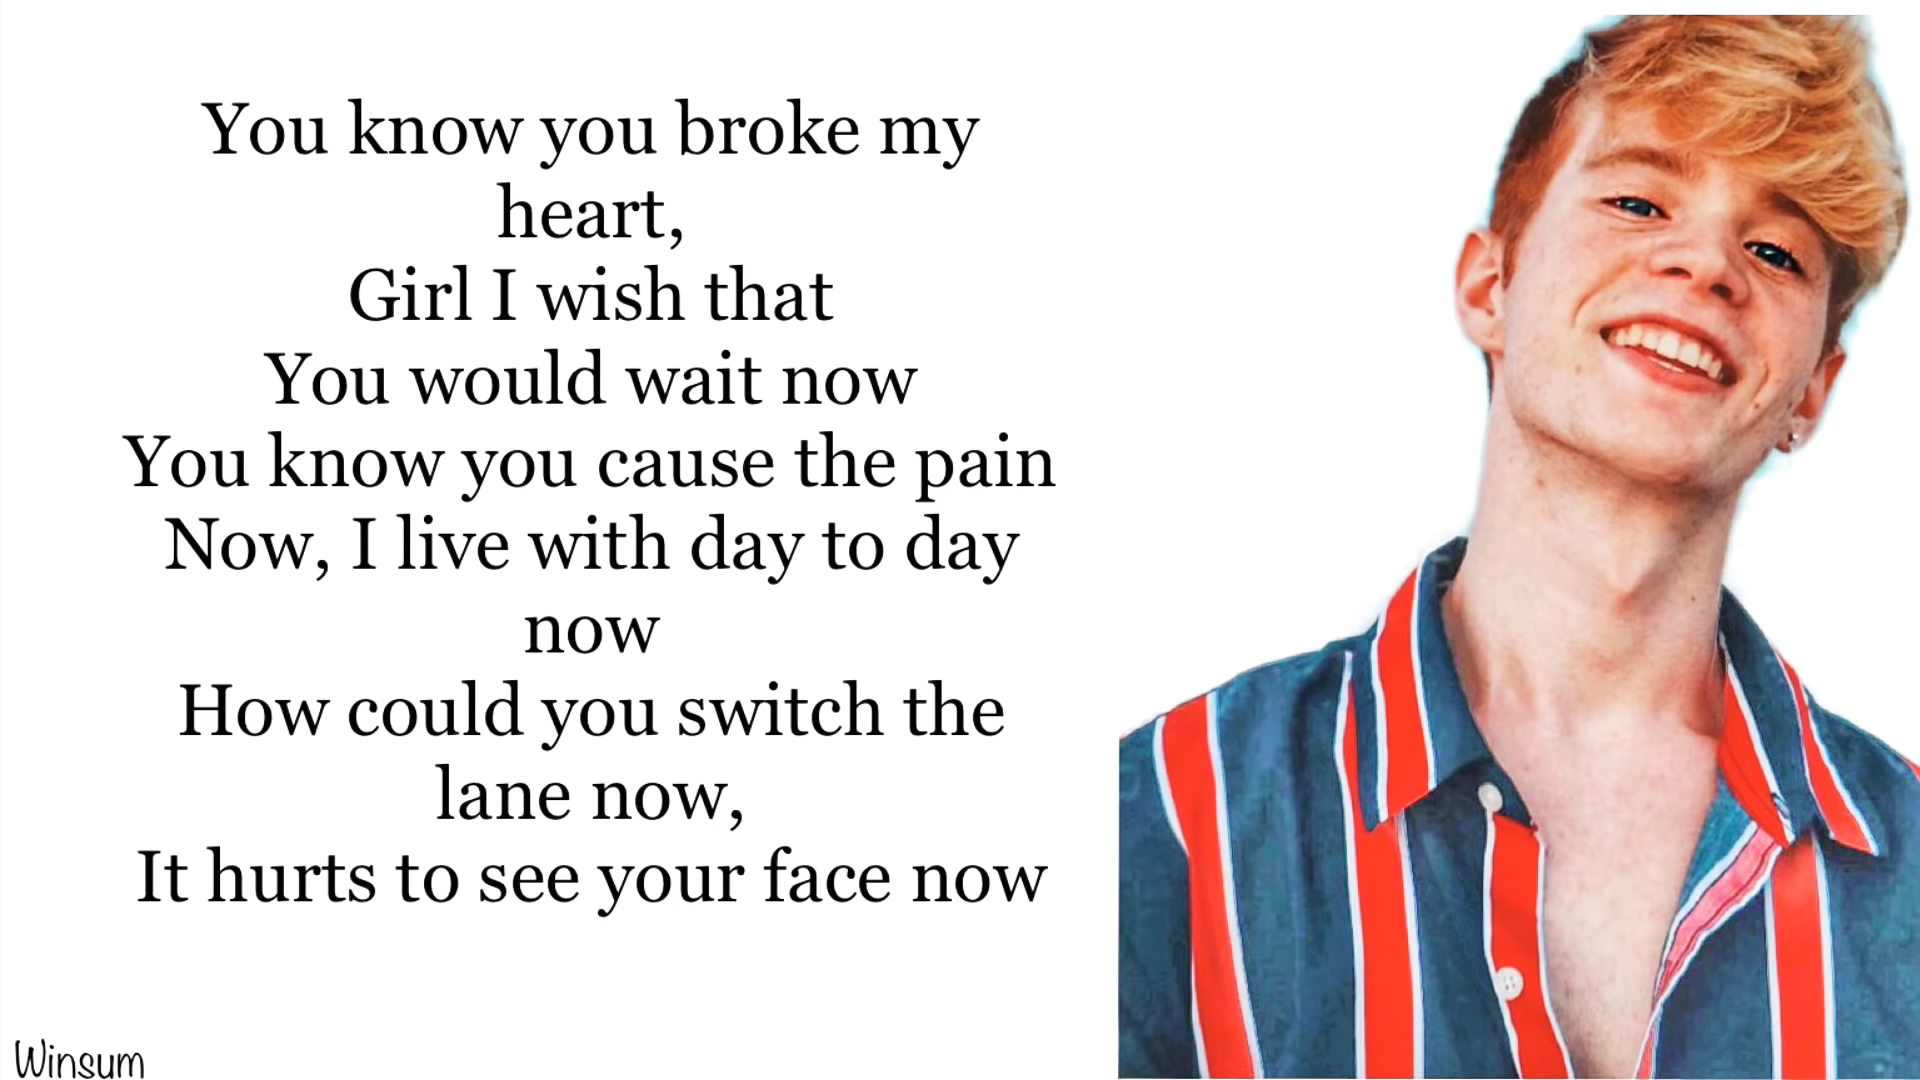 You know you broke my
heart,
Girl I wish that
You would wait now
You know you cause the pain
Now, I live with day to day
now
How could you switch the
lane now,
It hurts to see your face now
Winsum